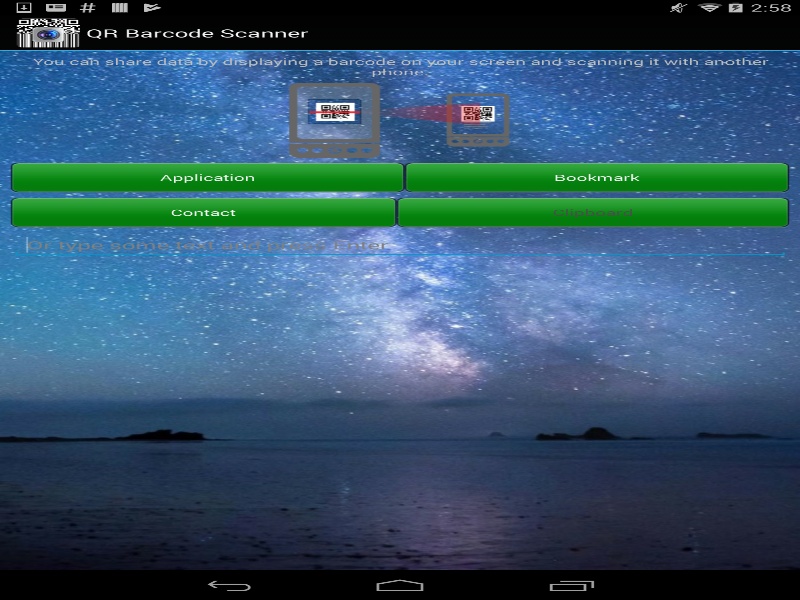 2:58
QR Barcode Scanner
You can share data by displaying a barcode on your screen and scanning it with another
phone.
Application
Bookmark
Contact
Clipboard
Or type some text and press Enter